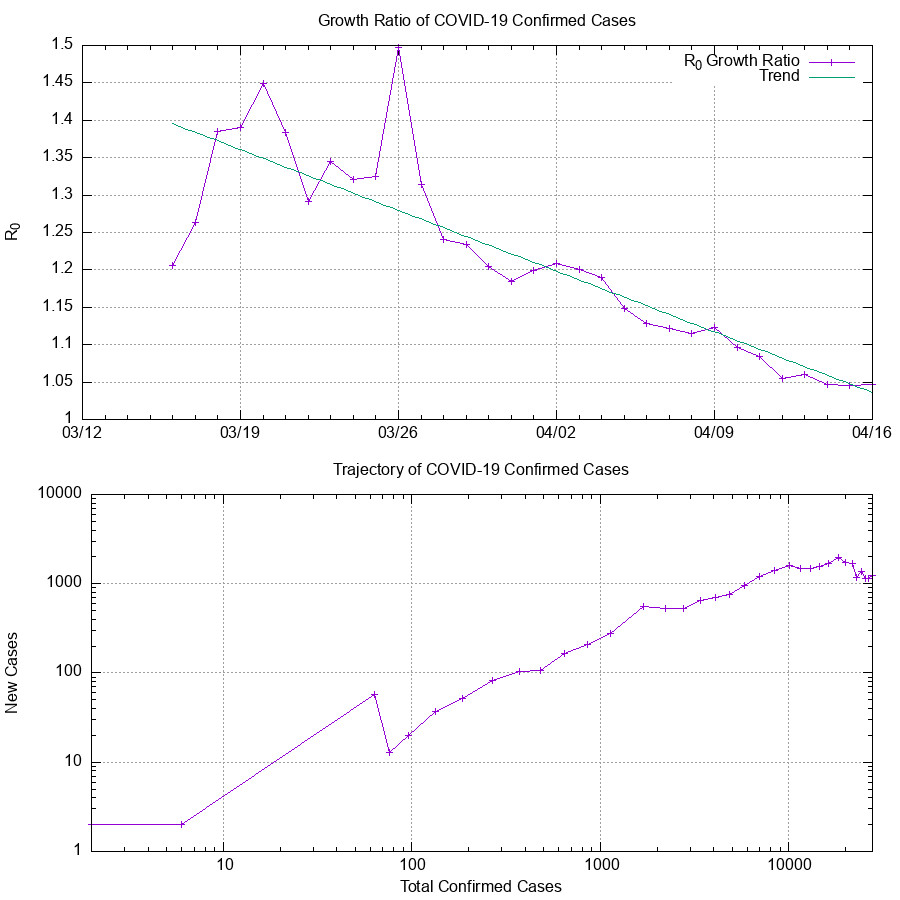 Growth Ratio of COVID-19 Confirmed Cases
R0 Growth Ratio
Trend
1.5
1.45
1.4
1.35
1.3
1.25
1.2
1.15
1.1
1.05
1
R0
03/12 03/19 03/26 04/02 04/09 04/16
Trajectory of COVID-19 Confirmed Cases
10000
1000
100
10
1
New Cases
10 100 1000 10000
Total Confirmed Cases